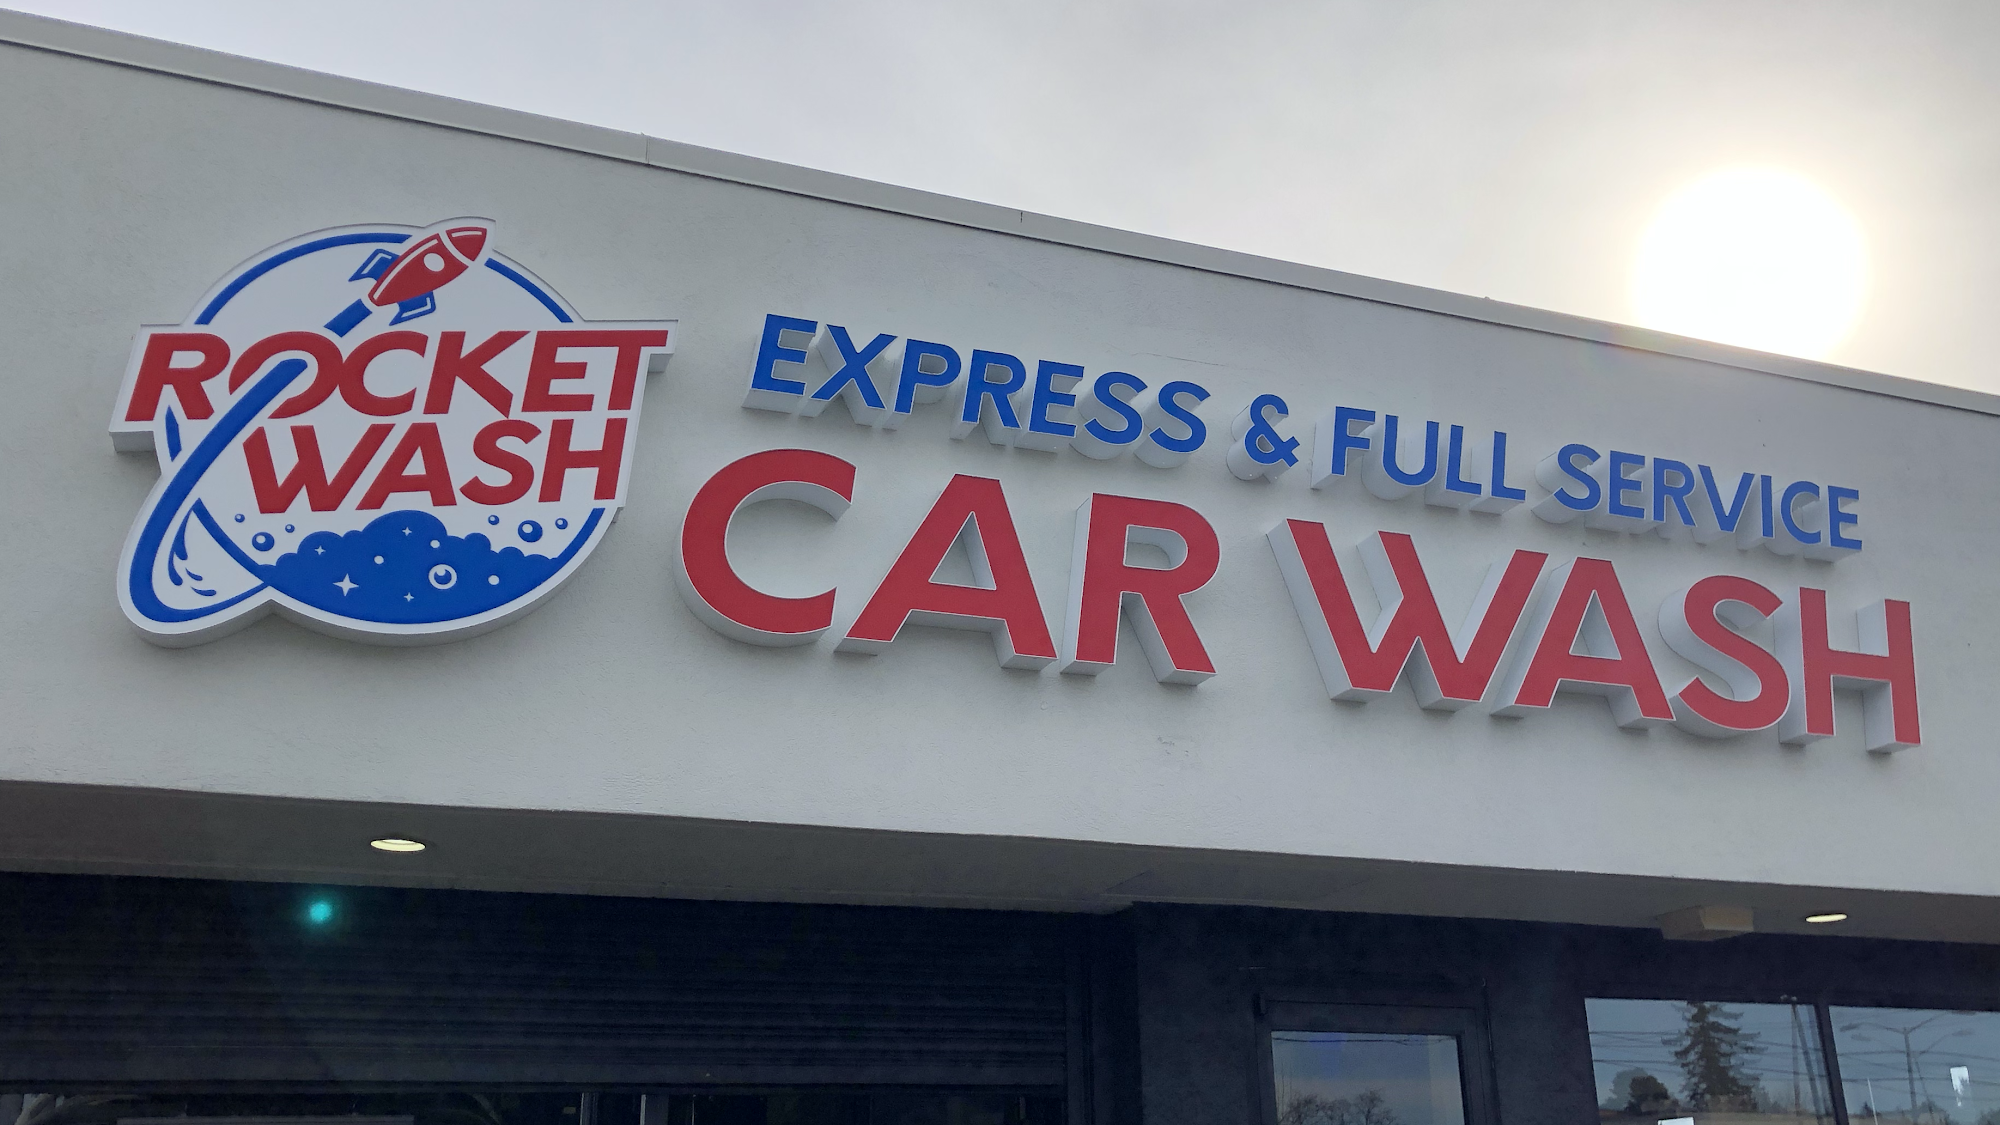 ROCKET
WASH
EXPRESS & FULL SERVICE
CAR WASH